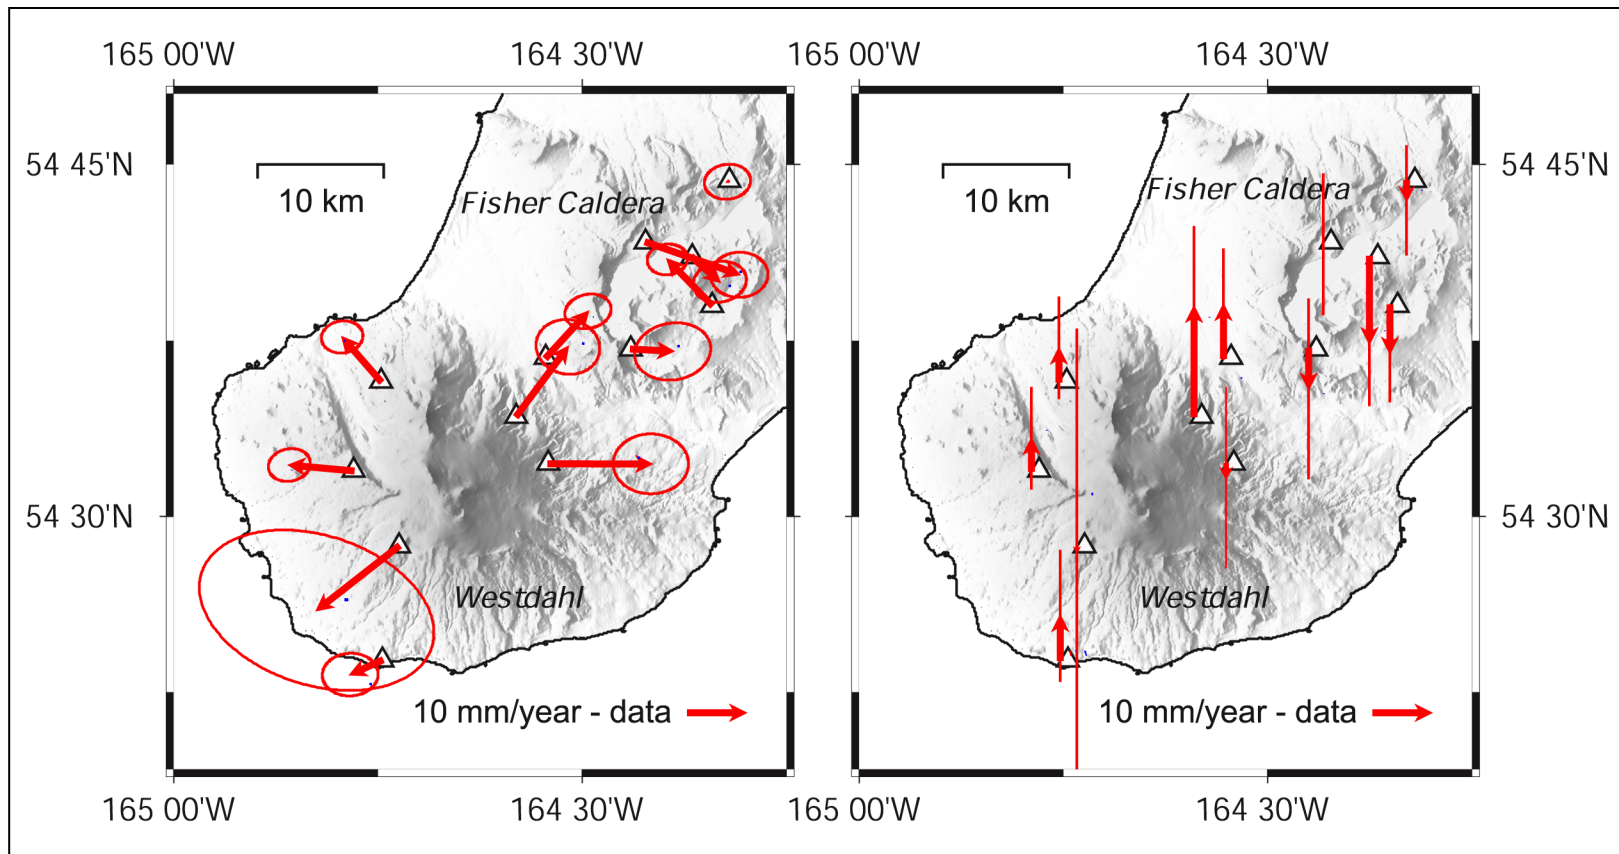 165 00'W 164 30'W 165 00'W 164 30'W
54 45'N 54 45'N
10 km Fisher Caldera 10 km Fisher Caldera
54 30'N 54 30'N
Westdahl Westdahl
10 mm/year - data 10 mm/year - data
165 00'W 164 30'W 165 00'W 164 30'W